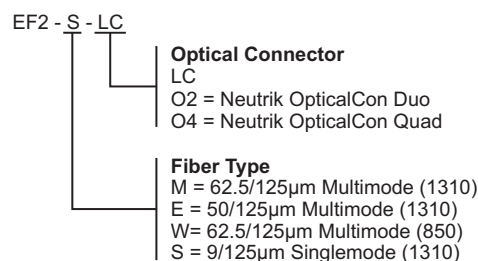 EF2 - S - LC
Optical Connector
LC
O2 = Neutrik OpticalCon Duo
O4 = Neutrik OpticalCon Quad
Fiber Type
M = 62.5/125µm Multimode (1310)
E = 50/125µm Multimode (1310)
W= 62.5/125µm Multimode (850)
S = 9/125µm Singlemode (1310)